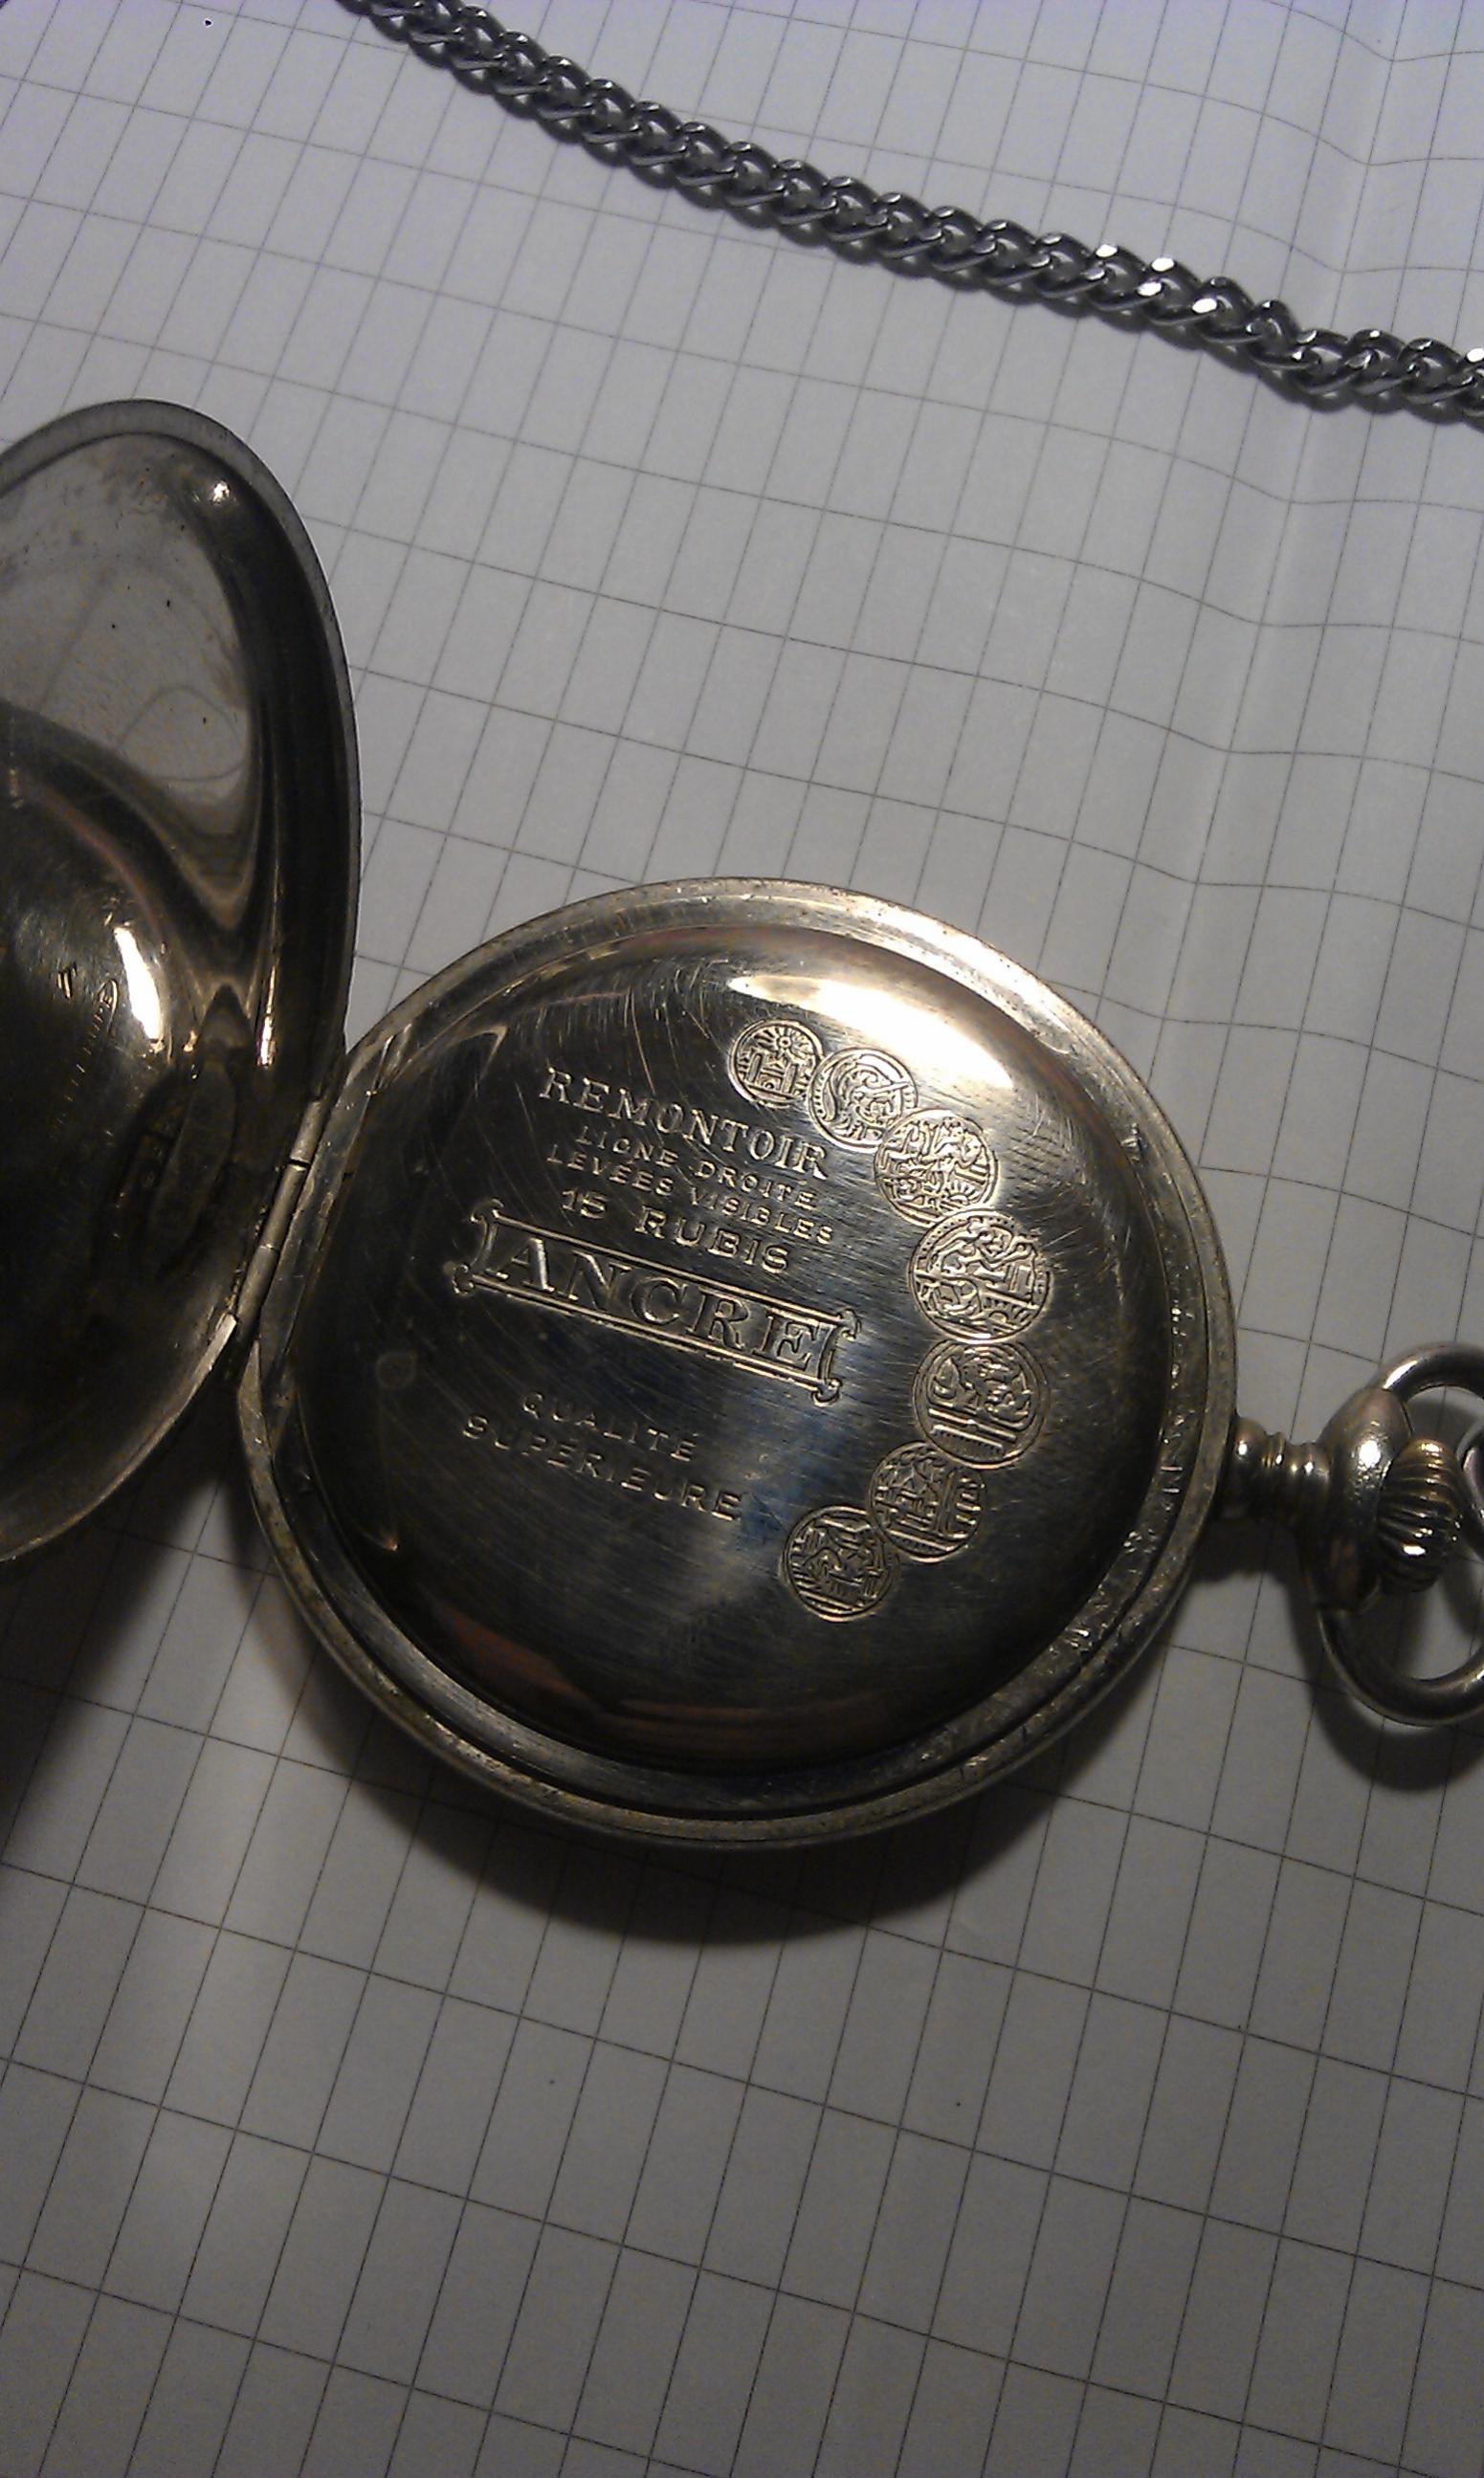 REMONTOIR
LIGNE DROITE
LEVÉES VISIBLES
15 RUBIS
ANCRE
QUALITÉ
SUPÉRIEURE